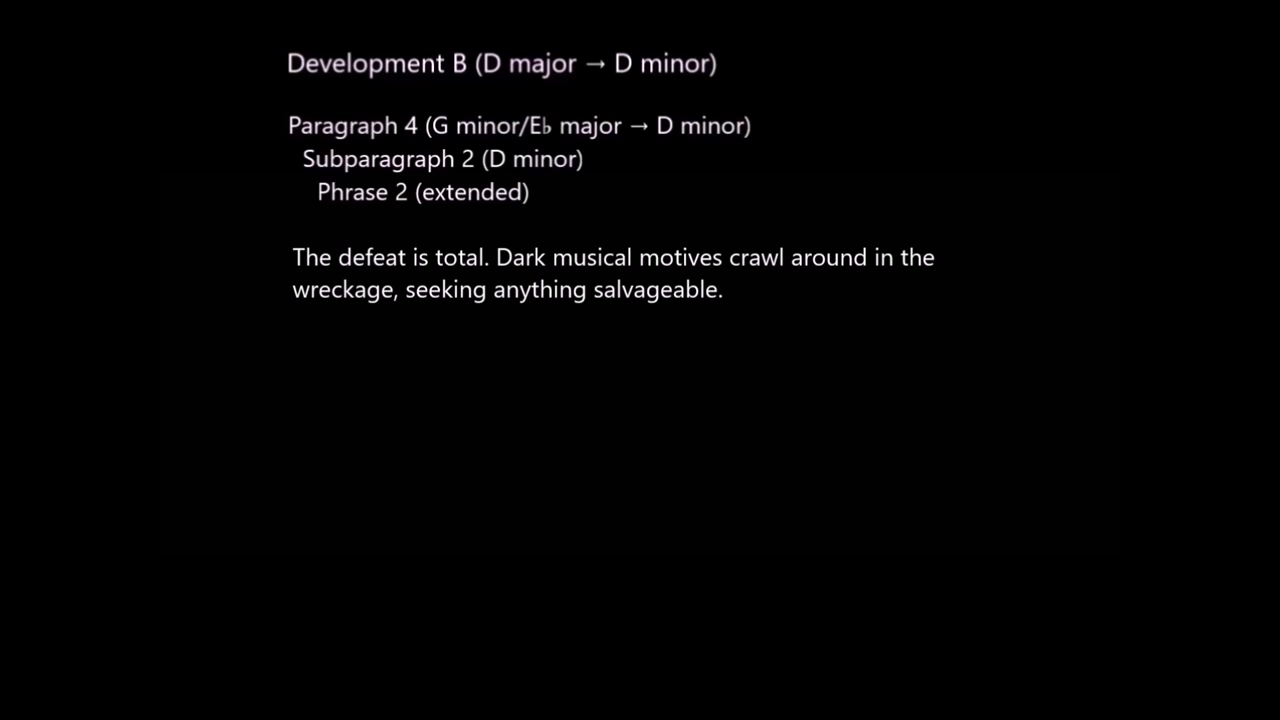 Development B (D major → D minor)
Paragraph 4 (G minor/E♭ major → D minor)
Subparagraph 2 (D minor)
Phrase 2 (extended)
The defeat is total. Dark musical motives crawl around in the
wreckage, seeking anything salvageable.